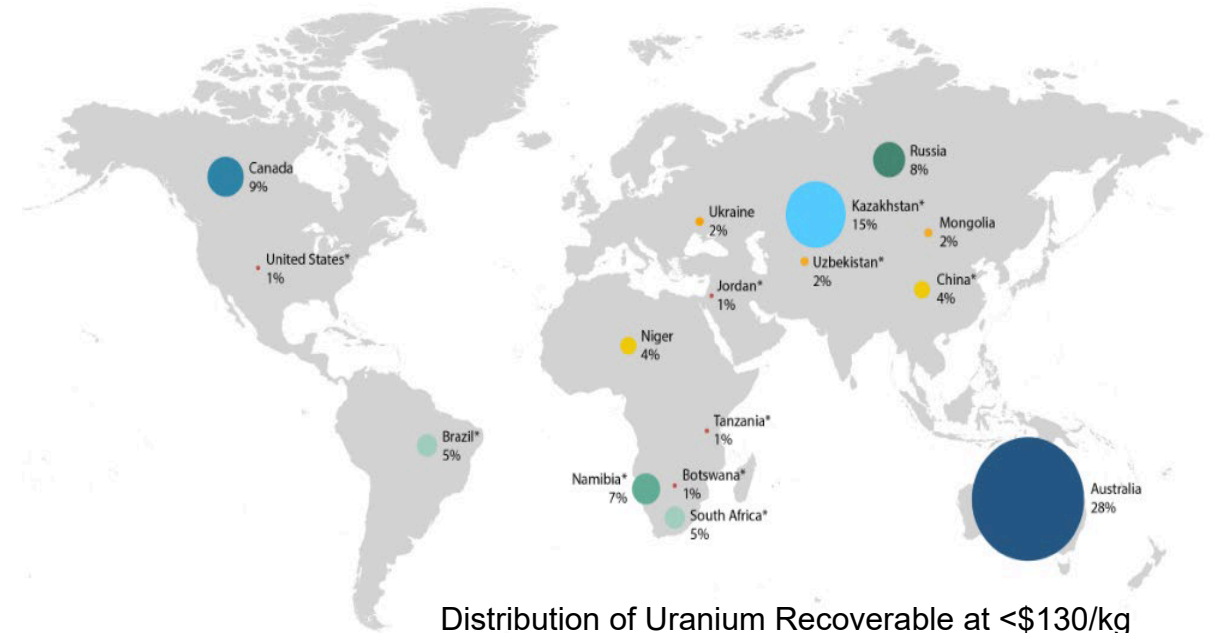 Canada
9%
United States*
1%
Brazil*
5%
Ukraine
2%
Russia
8%
Kazakhstan*
15%
Mongolia
2%
Uzbekistan*
2%
China*
4%
Jordan*
1%
Niger
4%
Tanzania*
1%
Namibia*
7%
Botswana*
1%
South Africa*
5%
Australia
28%
Distribution of Uranium Recoverable at <$130/kg